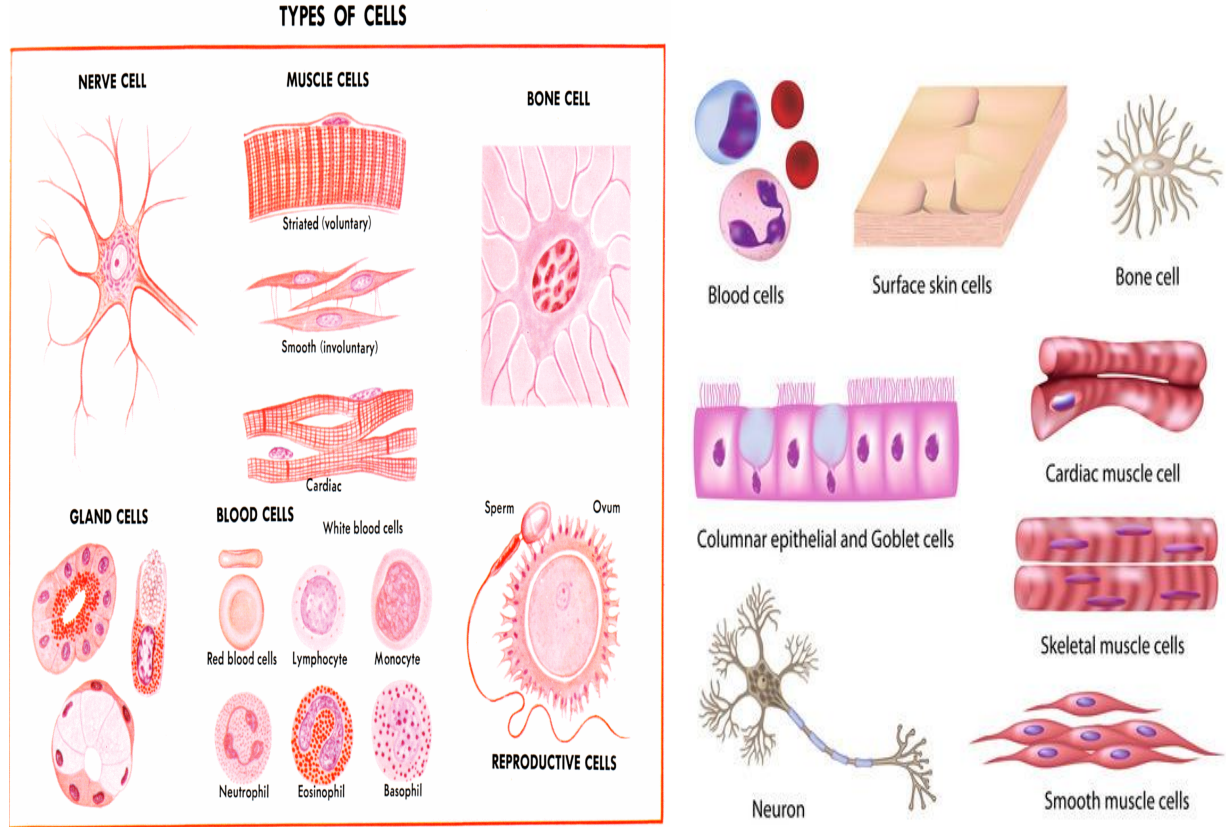 TYPES OF CELLS
NERVE CELL
MUSCLE CELLS
BONE CELL
Striated (voluntary)
Smooth (involuntary)
Cardiac
GLAND CELLS
BLOOD CELLS
White blood cells
Red blood cells
Lymphocyte
Monocyte
Neutrophil
Eosinophil
Basophil
Sperm
Ovum
REPRODUCTIVE CELLS
Blood cells
Surface skin cells
Bone cell
Columnar epithelial and Goblet cells
Cardiac muscle cell
Skeletal muscle cells
Neuron
Smooth muscle cells